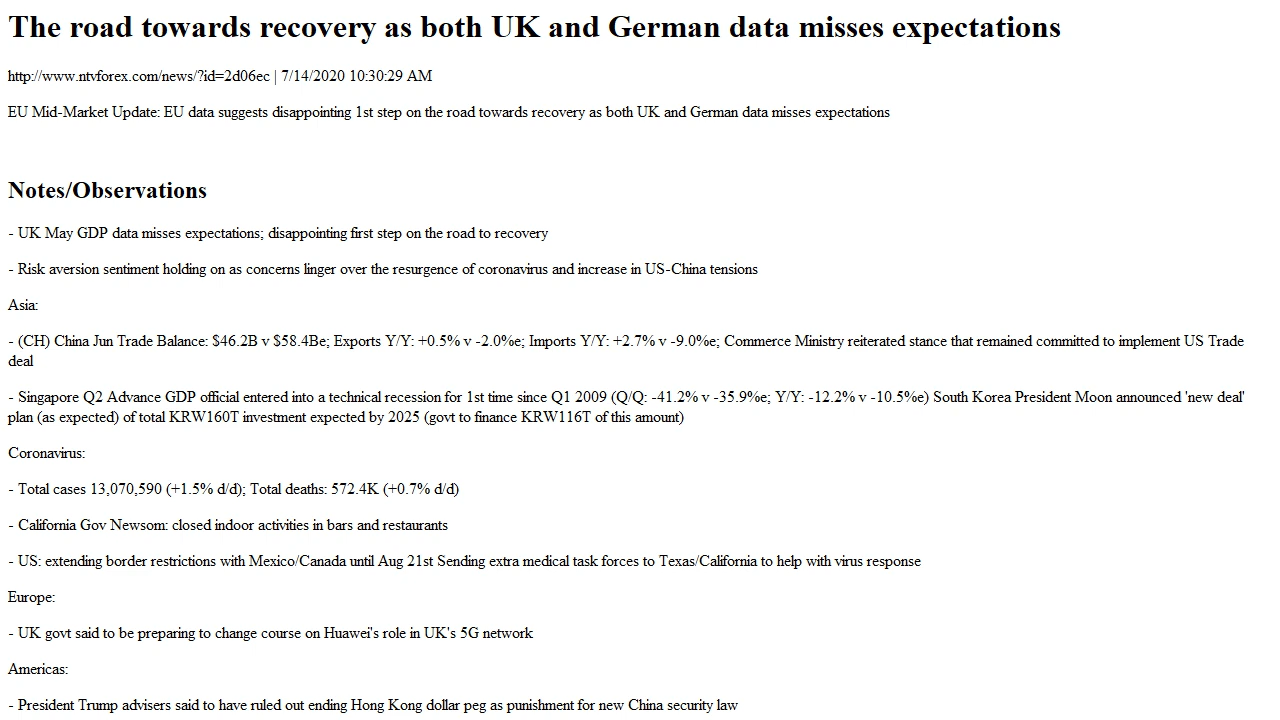 The road towards recovery as both UK and German data misses expectations
http://www.ntvforex.com/news/?id=2d06ec | 7/14/2020 10:30:29 AM
EU Mid-Market Update: EU data suggests disappointing 1st step on the road towards recovery as both UK and German data misses expectations
Notes/Observations
- UK May GDP data misses expectations; disappointing first step on the road to recovery
- Risk aversion sentiment holding on as concerns linger over the resurgence of coronavirus and increase in US-China tensions
Asia:
- (CH) China Jun Trade Balance: $46.2B v $58.4Be; Exports Y/Y: +0.5% v -2.0%e; Imports Y/Y: +2.7% v -9.0%e; Commerce Ministry reiterated stance that remained committed to implement US Trade
deal
- Singapore Q2 Advance GDP official entered into a technical recession for 1st time since Q1 2009 (Q/Q: -41.2% v -35.9%e; Y/Y: -12.2% v -10.5%e) South Korea President Moon announced 'new deal'
plan (as expected) of total KRW160T investment expected by 2025 (govt to finance KRW116T of this amount)
Coronavirus:
- Total cases 13,070,590 (+1.5% d/d); Total deaths: 572.4K (+0.7% d/d)
- California Gov Newsom: closed indoor activities in bars and restaurants
- US: extending border restrictions with Mexico/Canada until Aug 21st Sending extra medical task forces to Texas/California to help with virus response
Europe:
- UK govt said to be preparing to change course on Huawei's role in UK's 5G network
Americas:
- President Trump advisers said to have ruled out ending Hong Kong dollar peg as punishment for new China security law